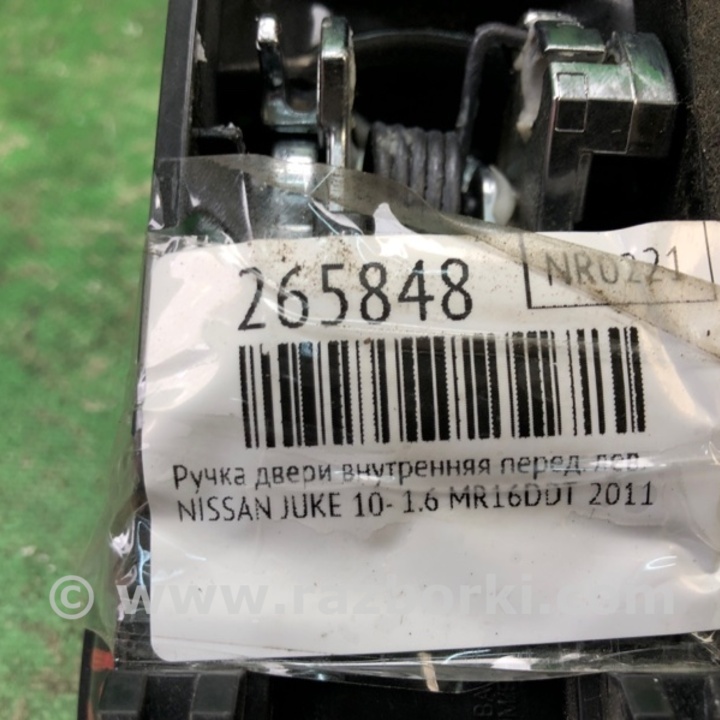 265848
NR0221
Ручка двери внутренняя перед. лев.
NISSAN JUKE 10- 1.6 MR16DDT 2011
© www.razborki.com